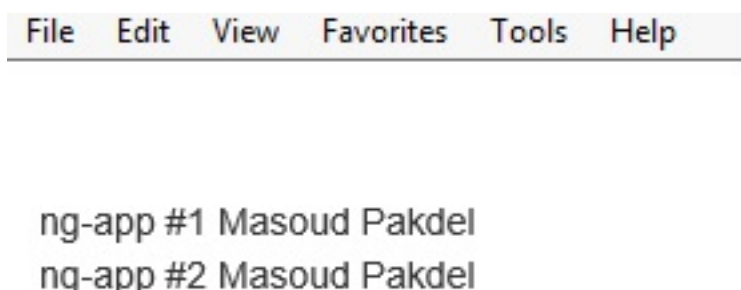 File Edit View Favorites Tools Help
ng-app #1 Masoud Pakdel
ng-app #2 Masoud Pakdel